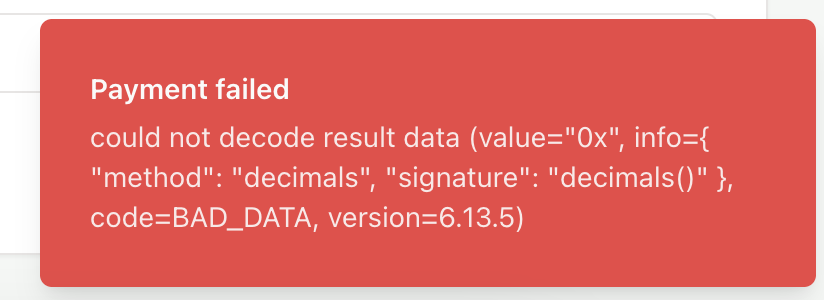 Payment failed
could not decode result data (value="0x", info={
"method": "decimals", "signature": "decimals()" },
code=BAD_DATA, version=6.13.5)